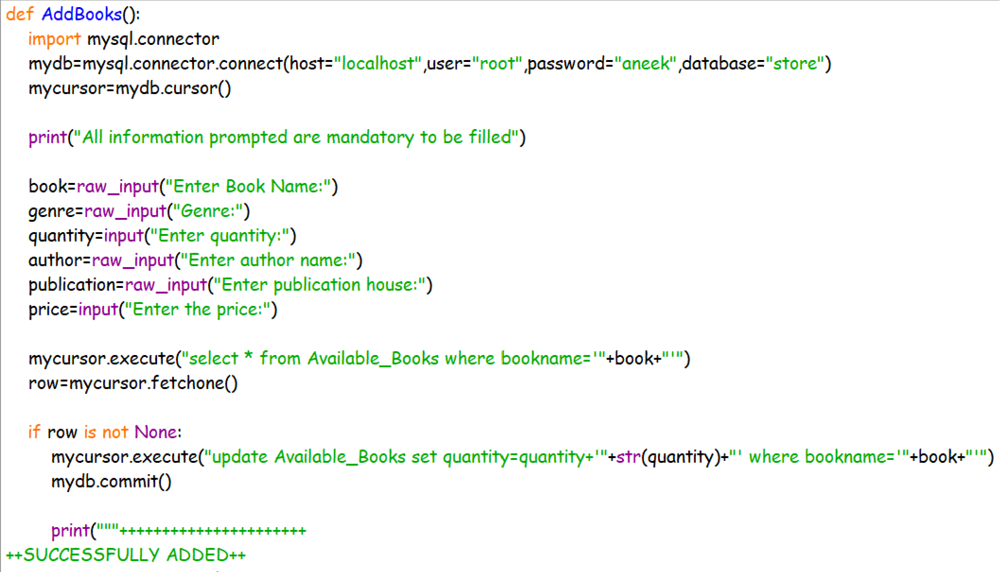 def AddBooks():
    import mysql.connector
    mydb=mysql.connector.connect(host="localhost",user="root",password="aneek",database="store")
    mycursor=mydb.cursor()

    print("All information prompted are mandatory to be filled")

    book=raw_input("Enter Book Name:")
    genre=raw_input("Genre:")
    quantity=input("Enter quantity:")
    author=raw_input("Enter author name:")
    publication=raw_input("Enter publication house:")
    price=input("Enter the price:")

    mycursor.execute("select * from Available_Books where bookname='"+book+"'")
    row=mycursor.fetchone()

    if row is not None:
        mycursor.execute("update Available_Books set quantity=quantity+'"+str(quantity)+"' where bookname='"+book+"'")
        mydb.commit()

        print("""++++++++++++++++++++++
++SUCCESSFULLY ADDED++